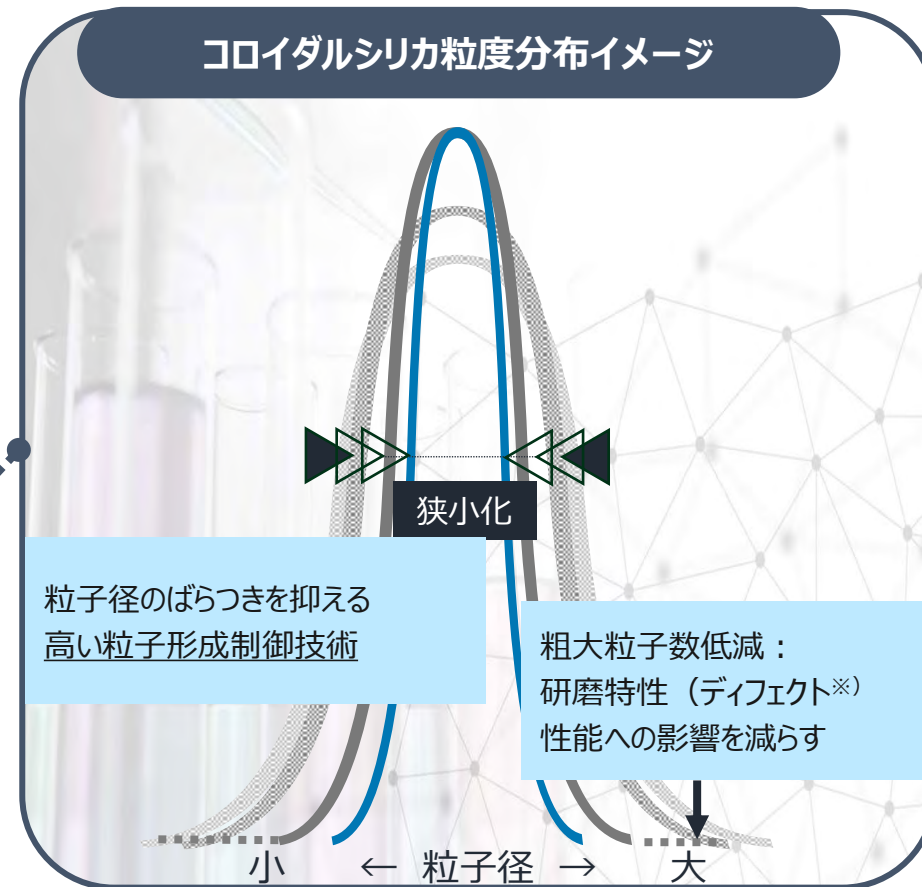 コロイダルシリカ粒度分布イメージ
狭小化
粒子径のばらつきを抑える
高い粒子形成制御技術
粗大粒子数低減：
研磨特性（ディフェクト※）
性能への影響を減らす
小 ← 粒子径 → 大